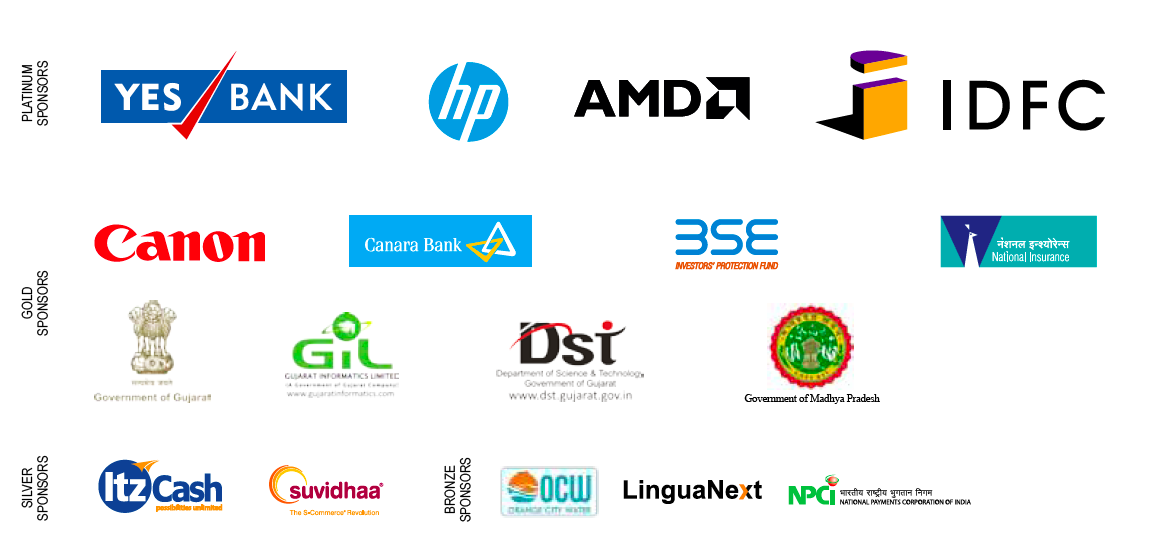 PLATINUM
SPONSORS
YES BANK
hp
AMD
IDFC
GOLD
SPONSORS
Canon
Canara Bank
BSE
INVESTORS' PROTECTION FUND
नेशनल इन्श्योरेन्स
National Insurance
Government of Gujarat
GIL
GUJARAT INFORMATICS LIMITED
(A Government of Gujarat Company)
www.gujaratinformatics.com
Dst
Department of Science & Technology
Government of Gujarat
www.dst.gujarat.gov.in
Government of Madhya Pradesh
SILVER
SPONSORS
ItzCash
possibilities unlimited
suvidhaa
The S-Commerce® Revolution
BRONZE
SPONSORS
OCW
ORANGE CITY WATER
LinguaNext
NPCI
भारतीय राष्ट्रीय भुगतान निगम
NATIONAL PAYMENTS CORPORATION OF INDIA